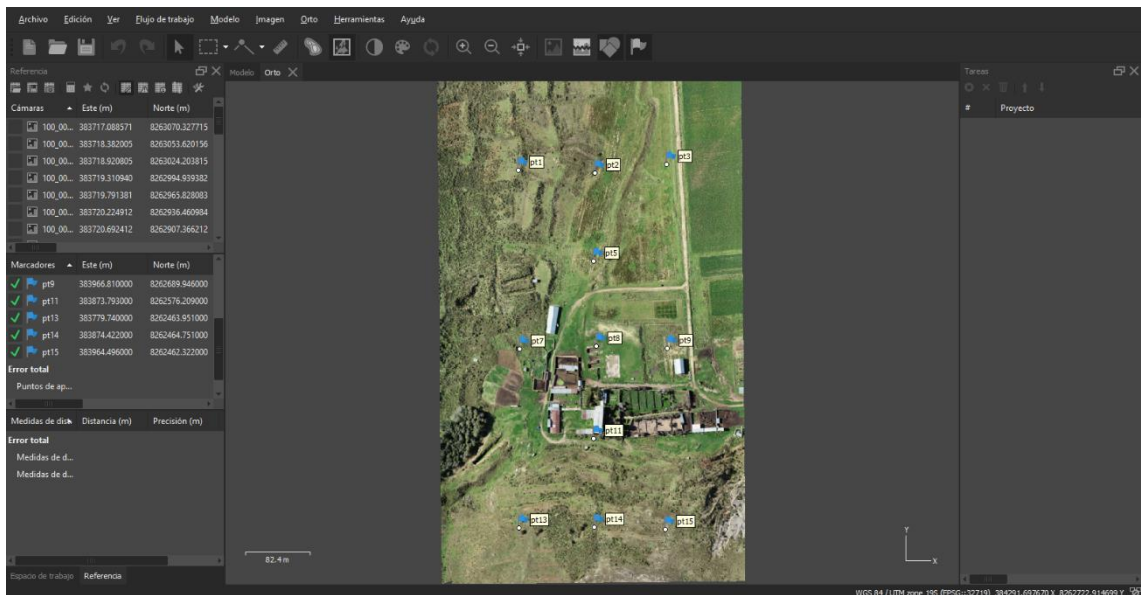 Archivo Edición Ver Flujo de trabajo Modelo Imagen Orto Herramientas Ayuda
Referencia
Modelo Orto
Tareas
Cámaras Este (m) Norte (m)
100_00... 383717.088571 8263070.327715
100_00... 383718.382005 8263053.620156
100_00... 383718.920805 8263024.203815
100_00... 383719.310940 8262994.939382
100_00... 383719.791381 8262965.828083
100_00... 383720.224912 8262936.460984
100_00... 383720.692412 8262907.366212
Marcadores Este (m) Norte (m)
pt9 383966.810000 8262689.946000
pt11 383873.793000 8262576.209000
pt13 383779.740000 8262463.951000
pt14 383874.422000 8262464.751000
pt15 383964.496000 8262462.322000
Error total
Puntos de ap...
Medidas de dis Distancia (m) Precisión (m)
Error total
Medidas de d...
Medidas de d...
Espacio de trabajo Referencia
pt1 pt2 pt3
pt5
pt7 pt8 pt9
pt11
pt13 pt14 pt15
82.4 m
Y
X
# Proyecto
WGS 84 / UTM zone 19S (EPSG::32719) 384291.697670 X 8262722.914699 Y